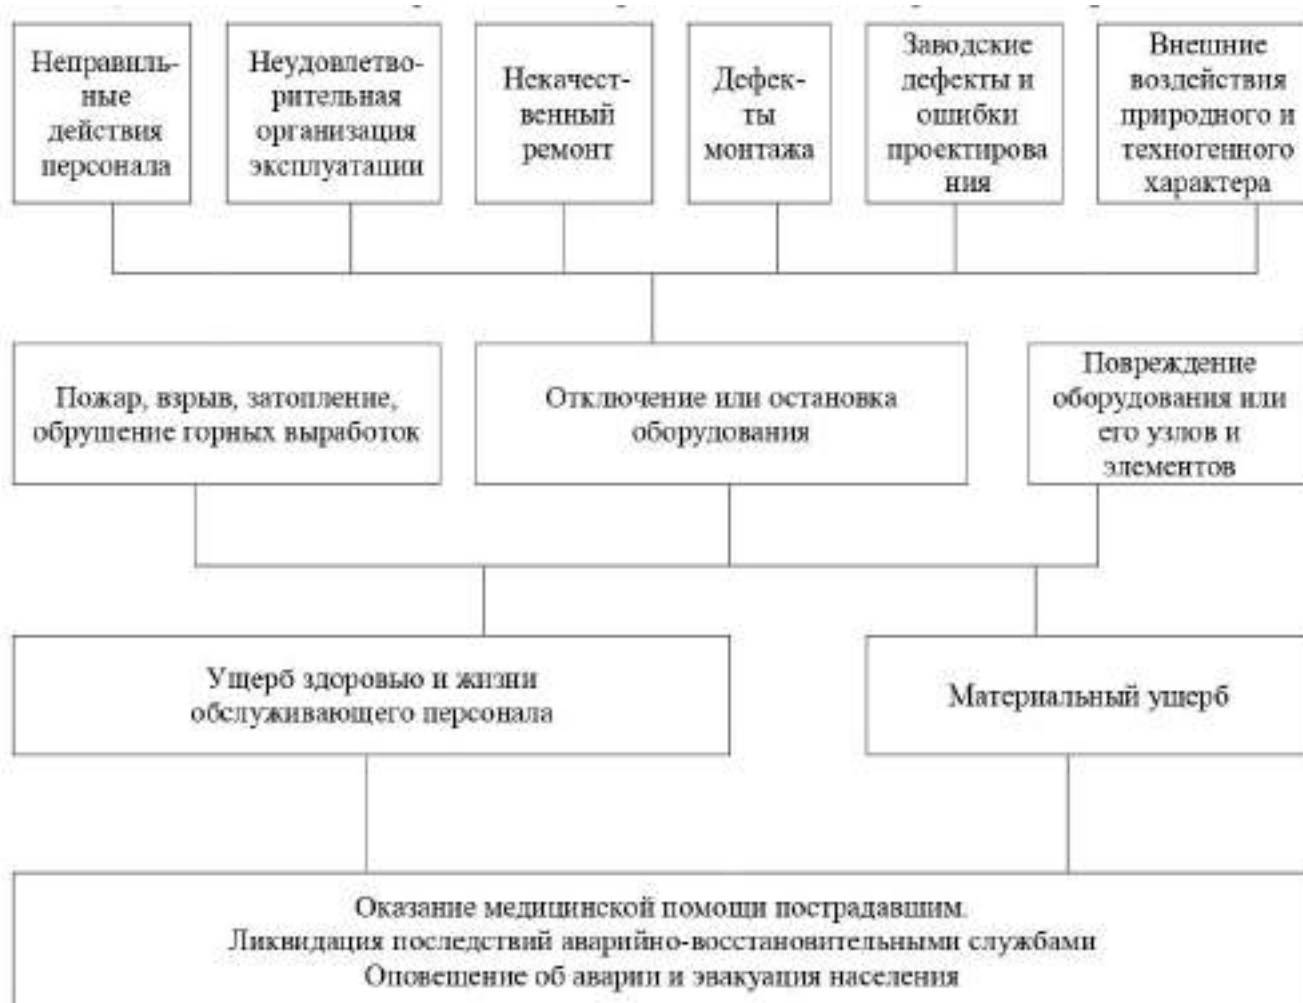 Неправиль-
ные
действия
персонала
Неудовлетво-
рительная
организация
эксплуатации
Некачест-
венный
ремонт
Дефек-
ты
монтажа
Заводские
дефекты и
ошибки
проектирова
ния
Внешние
воздействия
природного и
техногенного
характера
Пожар, взрыв, затопление,
обрушение горных выработок
Отключение или остановка
оборудования
Повреждение
оборудования или
его узлов и
элементов
Ущерб здоровью и жизни
обслуживающего персонала
Материальный ущерб
Оказание медицинской помощи пострадавшим.
Ликвидация последствий аварийно-восстановительными службами
Оповещение об аварии и эвакуация населения